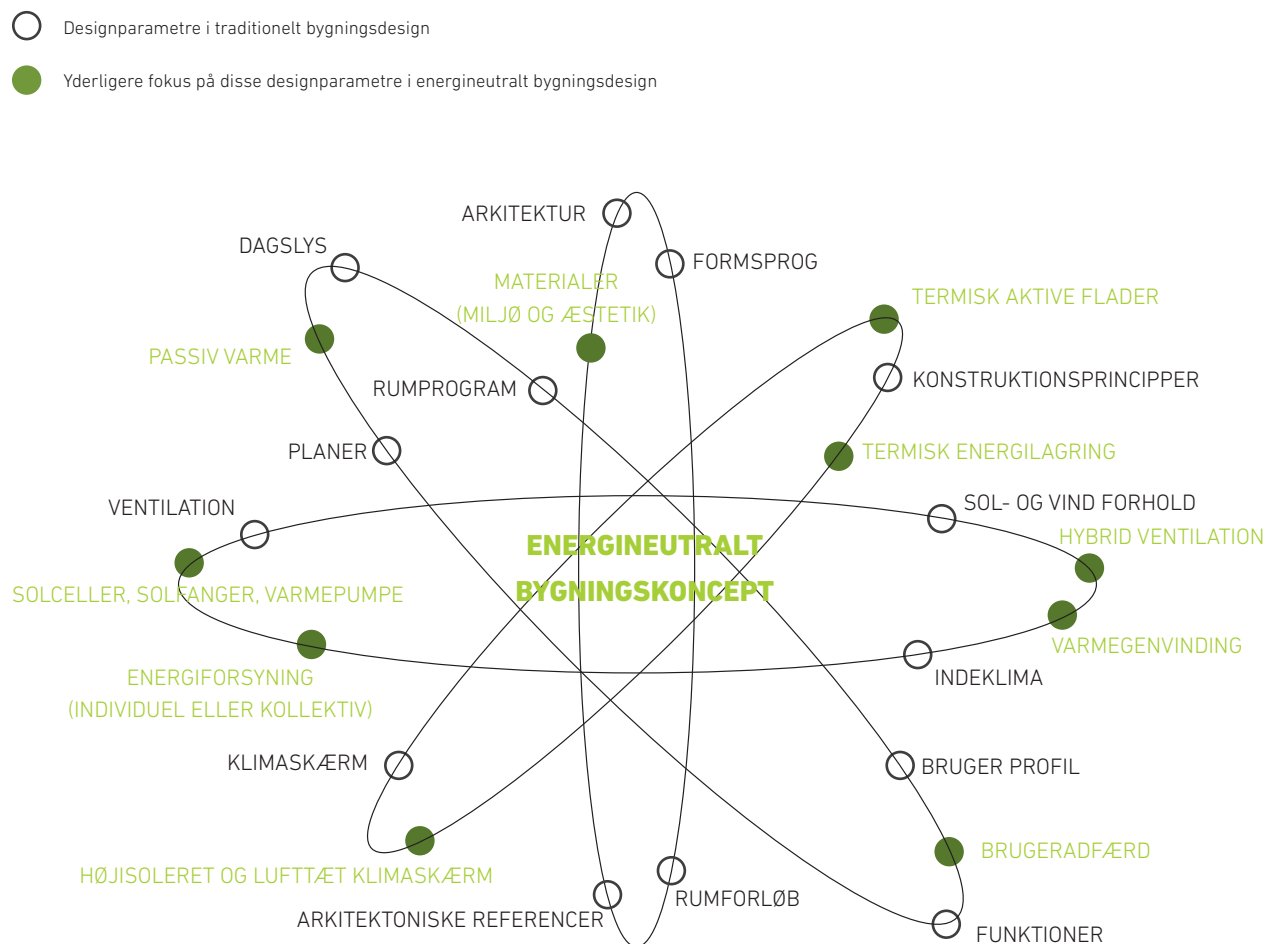 Designparametre i traditionelt bygningsdesign
Yderligere fokus på disse designparametre i energineutralt bygningsdesign
ARKITEKTUR
DAGSLYS
FORMSPROG
MATERIALER
(MILJØ OG ÆSTETIK)
TERMISK AKTIVE FLADER
PASSIV VARME
RUMPROGRAM
KONSTRUKTIONSPRINCIPPER
PLANER
TERMISK ENERGILAGRING
VENTILATION
SOL- OG VIND FORHOLD
HYBRID VENTILATION
ENERGINEUTRALT
BYGNINGSKONCEPT
SOLCELLER, SOLFANGER, VARMEPUMPE
VARMEGENVINDING
ENERGIFORSYNING
(INDIVIDUEL ELLER KOLLEKTIV)
INDEKLIMA
KLIMASKÆRM
BRUGER PROFIL
BRUGERADFÆRD
HØJISOLERET OG LUFTTÆT KLIMASKÆRM
RUMFORLØB
ARKITEKTONISKE REFERENCER
FUNKTIONER